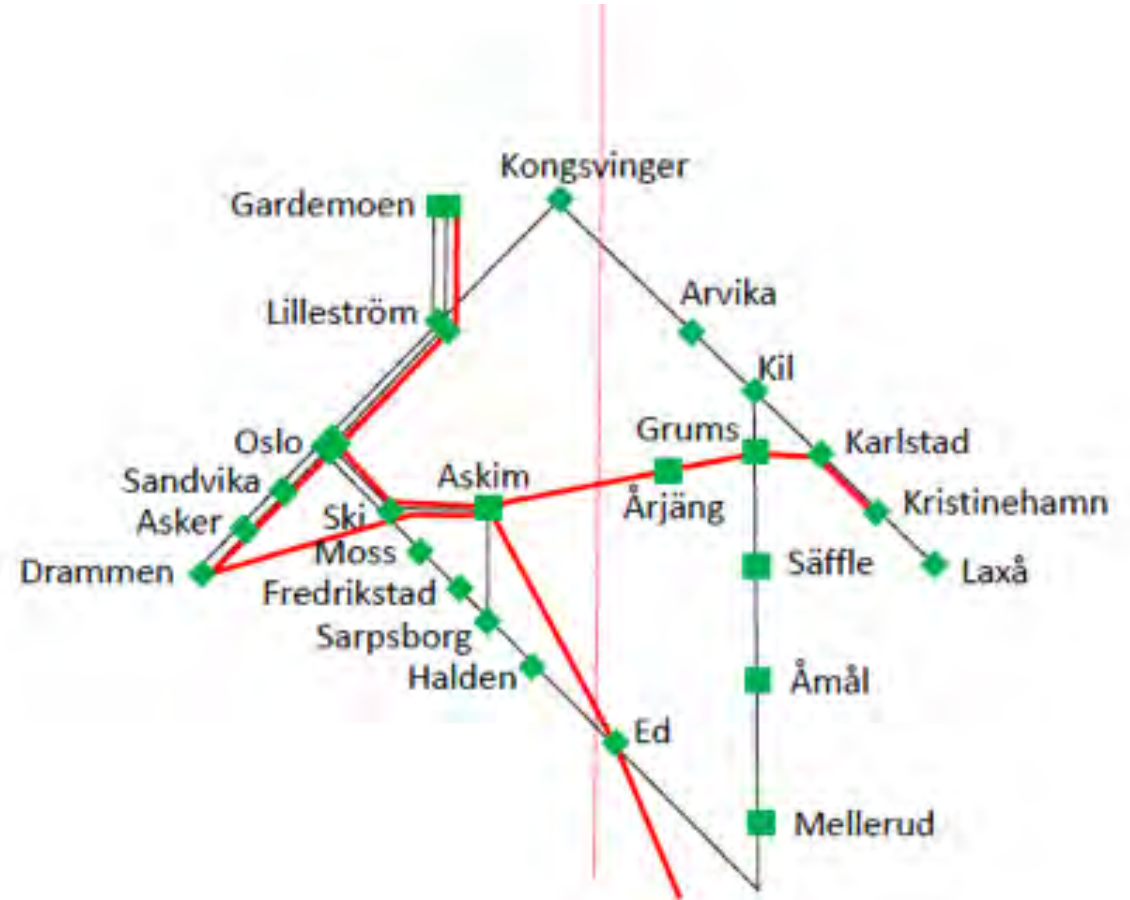 Kongsvinger
Gardemoen
Arvika
Lilleström
Kil
Grums
Karlstad
Oslo
Askim
Sandvika
Årjäng
Kristinehamn
Asker
Ski
Moss
Säffle
Laxå
Drammen
Fredrikstad
Sarpsborg
Halden
Åmål
Ed
Mellerud